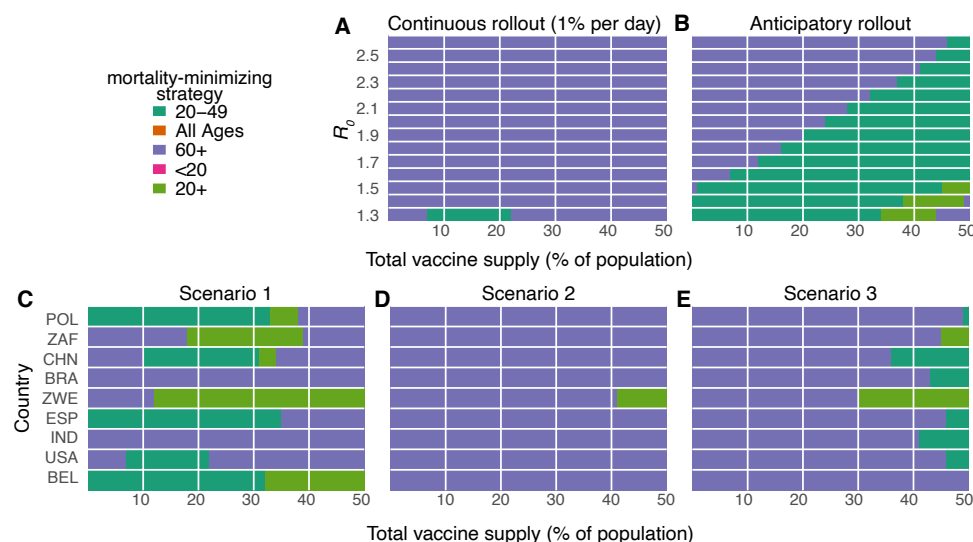 A Continuous rollout (1% per day)
B Anticipatory rollout
mortality-minimizing
strategy
20–49
All Ages
60+
<20
20+
R0
2.5
2.3
2.1
1.9
1.7
1.5
1.3
10 20 30 40 50
10 20 30 40 50
Total vaccine supply (% of population)
C Scenario 1
D Scenario 2
E Scenario 3
Country
POL
ZAF
CHN
BRA
ZWE
ESP
IND
USA
BEL
10 20 30 40 50
10 20 30 40 50
10 20 30 40 50
Total vaccine supply (% of population)